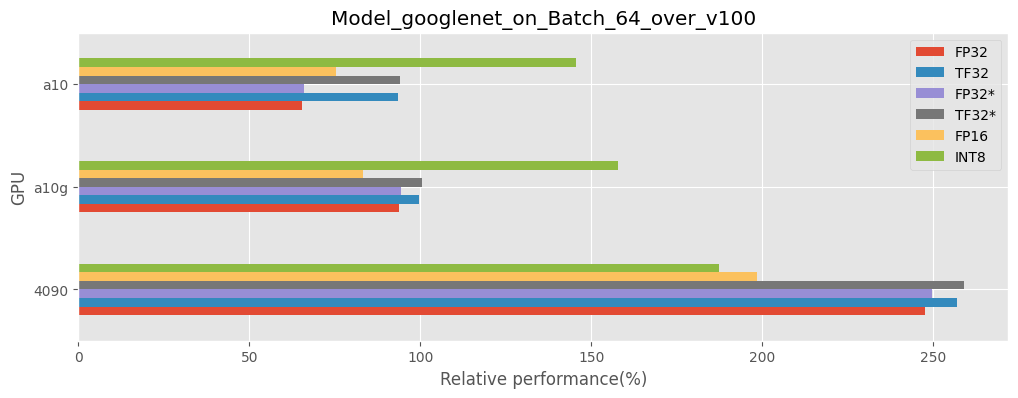 Model_googlenet_on_Batch_64_over_v100
FP32
TF32
FP32*
TF32*
FP16
INT8
a10
a10g
4090
GPU
0 50 100 150 200 250
Relative performance(%)